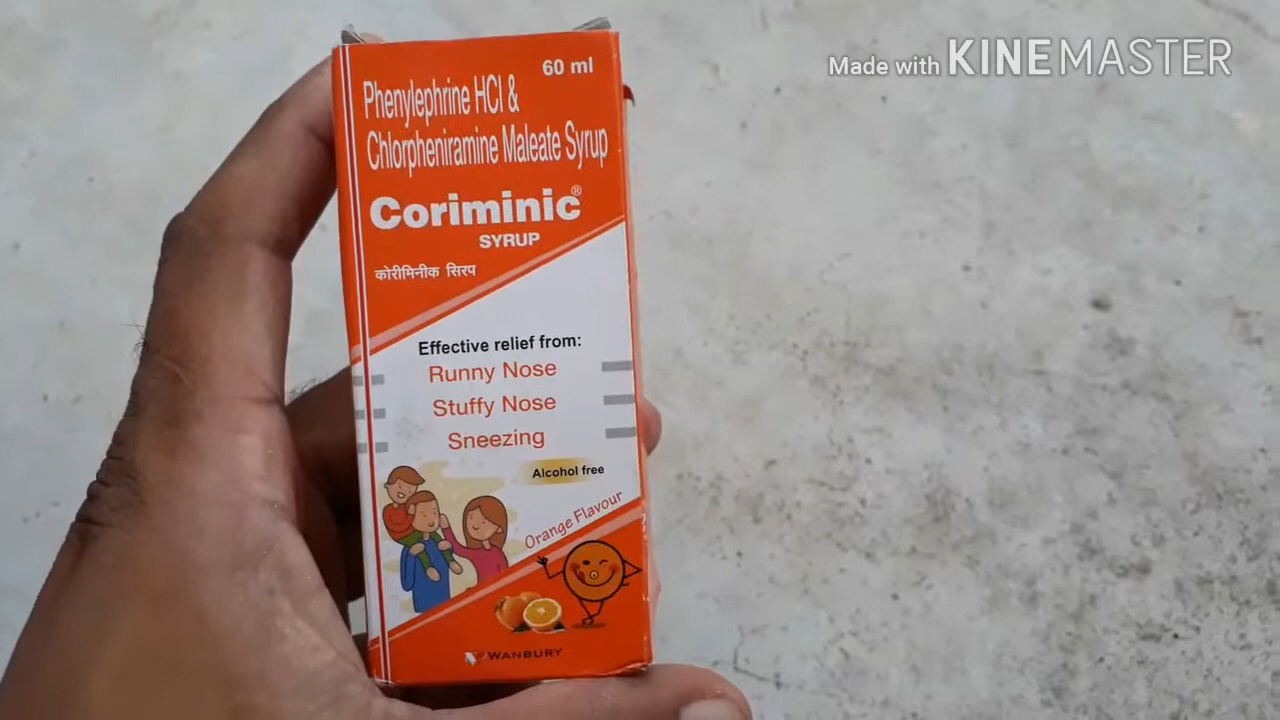 Made with KINEMASTER
60 ml
Phenylephrine HCl &
Chlorpheniramine Maleate Syrup
Coriminic®
SYRUP
कोरीमिनीक सिरप
Effective relief from:
Runny Nose
Stuffy Nose
Sneezing
Alcohol free
Orange Flavour
WANBURY